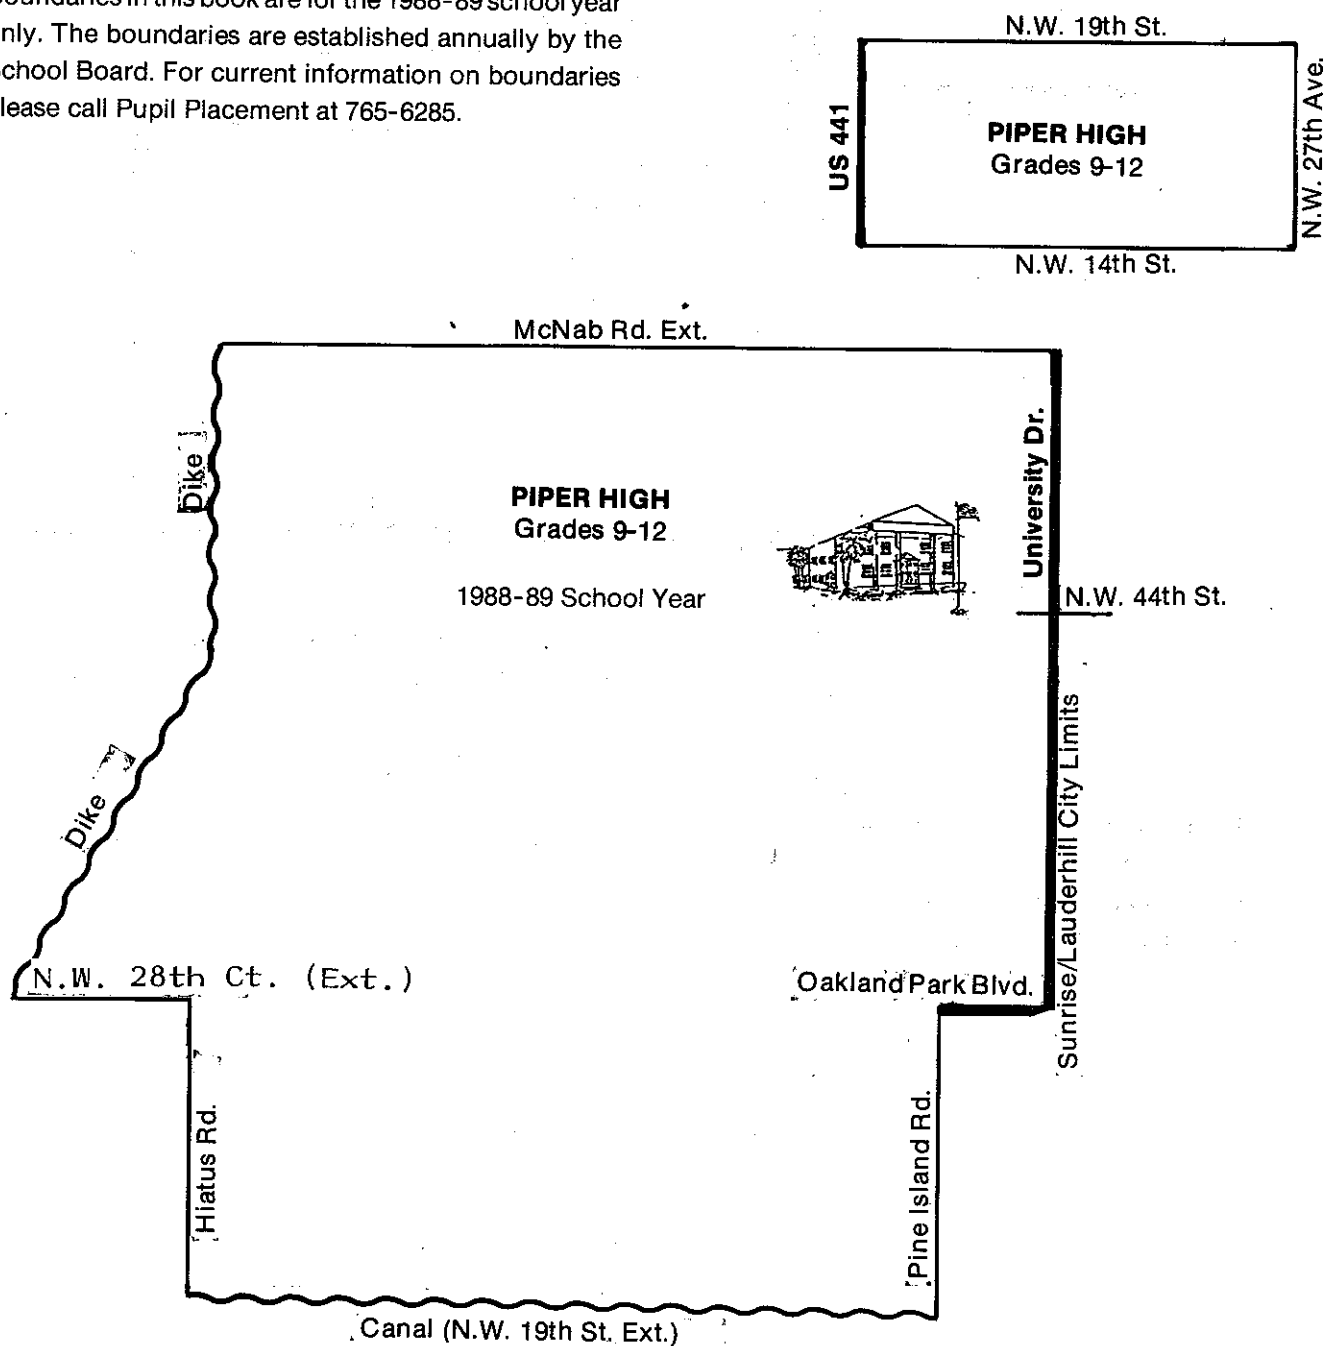 boundaries in this book are for the 1988-89 school year
nly. The boundaries are established annually by the
chool Board. For current information on boundaries
lease call Pupil Placement at 765-6285.
N.W. 19th St.
US 441
PIPER HIGH
Grades 9-12
N.W. 27th Ave.
N.W. 14th St.
McNab Rd. Ext.
Dike
PIPER HIGH
Grades 9-12
1988-89 School Year
University Dr.
N.W. 44th St.
Dike
Sunrise/Lauderhill City Limits
N.W. 28th Ct. (Ext.)
Oakland Park Blvd.
Hiatus Rd.
Pine Island Rd.
Canal (N.W. 19th St. Ext.)